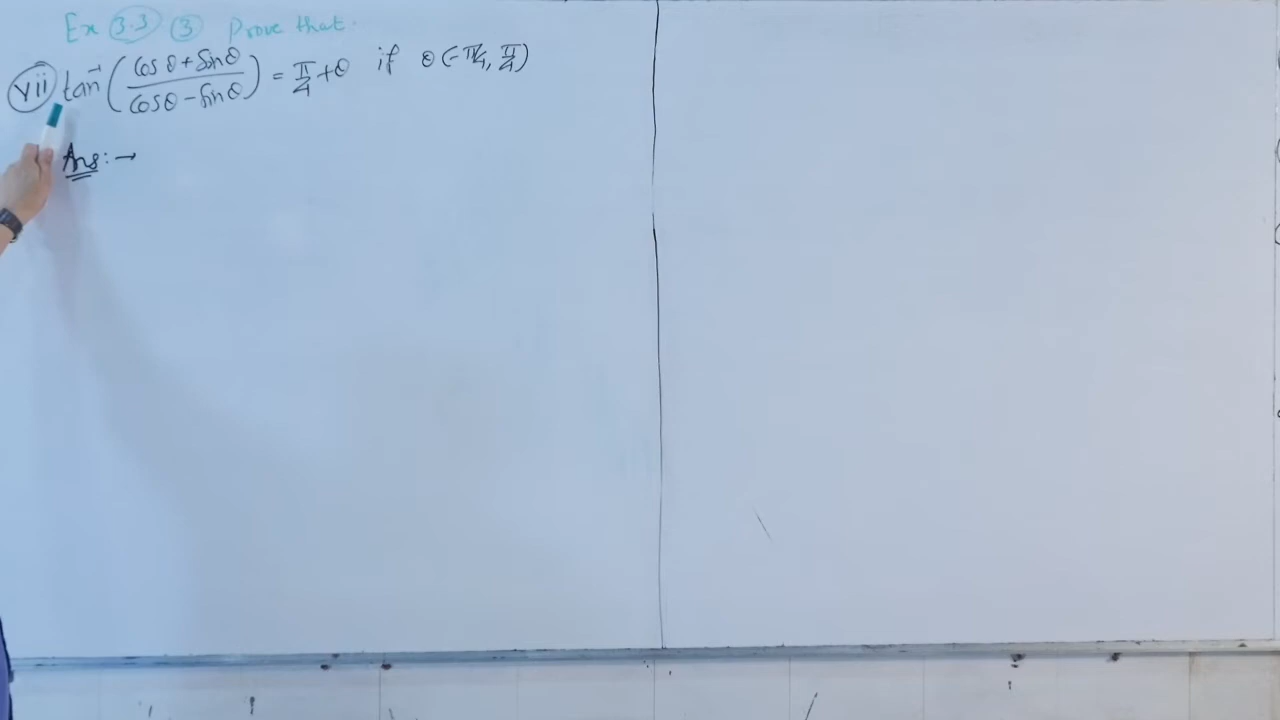 Ex 3.3 3 Prove that.
vii tan⁻¹ ( cos θ + sin θ / cos θ - sin θ ) = π/4 + θ if θ (-π/4, π/4)
Ans :→